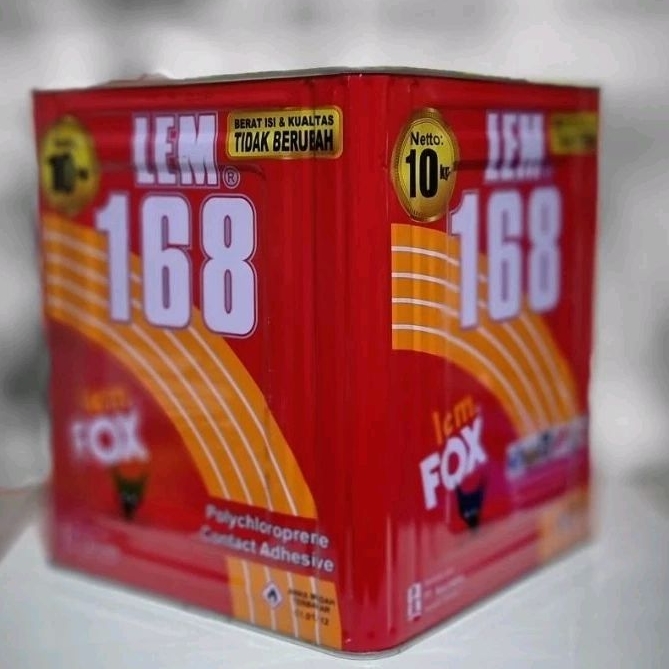 LEM®
168
BERAT ISI & KUALTAS
TIDAK BERUBAH
lem
FOX
Polychloroprene
Contact Adhesive
Netto:
10 kg
LEM
168
lem
FOX